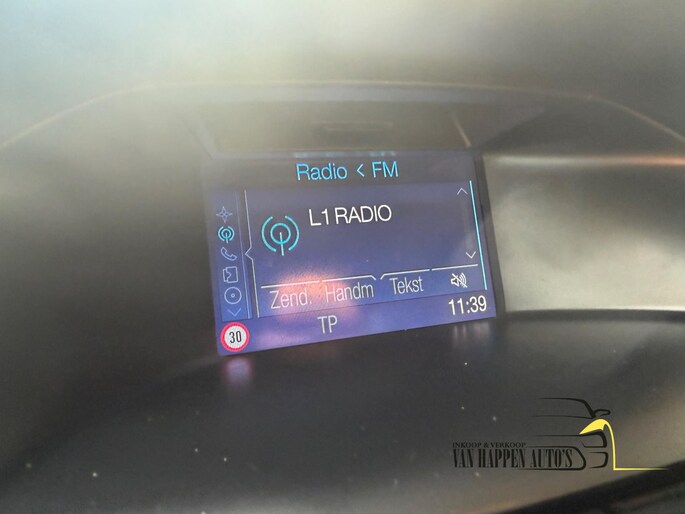 Radio < FM
L1 RADIO
Zend. Handm Tekst
TP 11:39
30
INKOOP & VERKOOP
VAN HAPPEN AUTO'S